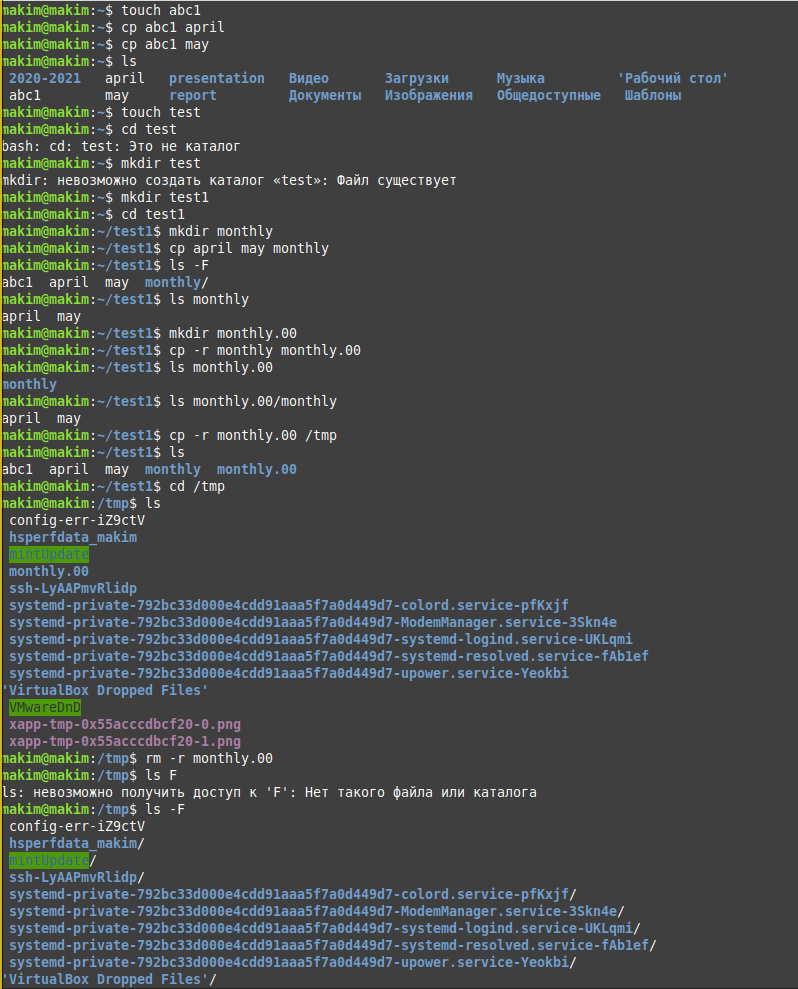 makim@makim:~$ touch abc1
makim@makim:~$ cp abc1 april
makim@makim:~$ cp abc1 may
makim@makim:~$ ls
2020-2021 april presentation Видео Загрузки Музыка 'Рабочий стол'
abc1 may report Документы Изображения Общедоступные Шаблоны
makim@makim:~$ touch test
makim@makim:~$ cd test
bash: cd: test: Это не каталог
makim@makim:~$ mkdir test
mkdir: невозможно создать каталог «test»: Файл существует
makim@makim:~$ mkdir test1
makim@makim:~$ cd test1
makim@makim:~/test1$ mkdir monthly
makim@makim:~/test1$ cp april may monthly
makim@makim:~/test1$ ls -F
abc1 april may monthly/
makim@makim:~/test1$ ls monthly
april may
makim@makim:~/test1$ mkdir monthly.00
makim@makim:~/test1$ cp -r monthly monthly.00
makim@makim:~/test1$ ls monthly.00
monthly
makim@makim:~/test1$ ls monthly.00/monthly
april may
makim@makim:~/test1$ cp -r monthly.00 /tmp
makim@makim:~/test1$ ls
abc1 april may monthly monthly.00
makim@makim:~/test1$ cd /tmp
makim@makim:/tmp$ ls
config-err-iZ9ctV
hsperfdata_makim
mintUpdate
monthly.00
ssh-LyAAPmvRlidp
systemd-private-792bc33d000e4cdd91aaa5f7a0d449d7-colord.service-pfKxjf
systemd-private-792bc33d000e4cdd91aaa5f7a0d449d7-ModemManager.service-3Skn4e
systemd-private-792bc33d000e4cdd91aaa5f7a0d449d7-systemd-logind.service-UKLqmi
systemd-private-792bc33d000e4cdd91aaa5f7a0d449d7-systemd-resolved.service-fAb1ef
systemd-private-792bc33d000e4cdd91aaa5f7a0d449d7-upower.service-Yeokbi
'VirtualBox Dropped Files'
VMwareDnD
xapp-tmp-0x55acccdbcf20-0.png
xapp-tmp-0x55acccdbcf20-1.png
makim@makim:/tmp$ rm -r monthly.00
makim@makim:/tmp$ ls F
ls: невозможно получить доступ к 'F': Нет такого файла или каталога
makim@makim:/tmp$ ls -F
config-err-iZ9ctV
hsperfdata_makim/
mintUpdate/
ssh-LyAAPmvRlidp/
systemd-private-792bc33d000e4cdd91aaa5f7a0d449d7-colord.service-pfKxjf/
systemd-private-792bc33d000e4cdd91aaa5f7a0d449d7-ModemManager.service-3Skn4e/
systemd-private-792bc33d000e4cdd91aaa5f7a0d449d7-systemd-logind.service-UKLqmi/
systemd-private-792bc33d000e4cdd91aaa5f7a0d449d7-systemd-resolved.service-fAb1ef/
systemd-private-792bc33d000e4cdd91aaa5f7a0d449d7-upower.service-Yeokbi/
'VirtualBox Dropped Files'/